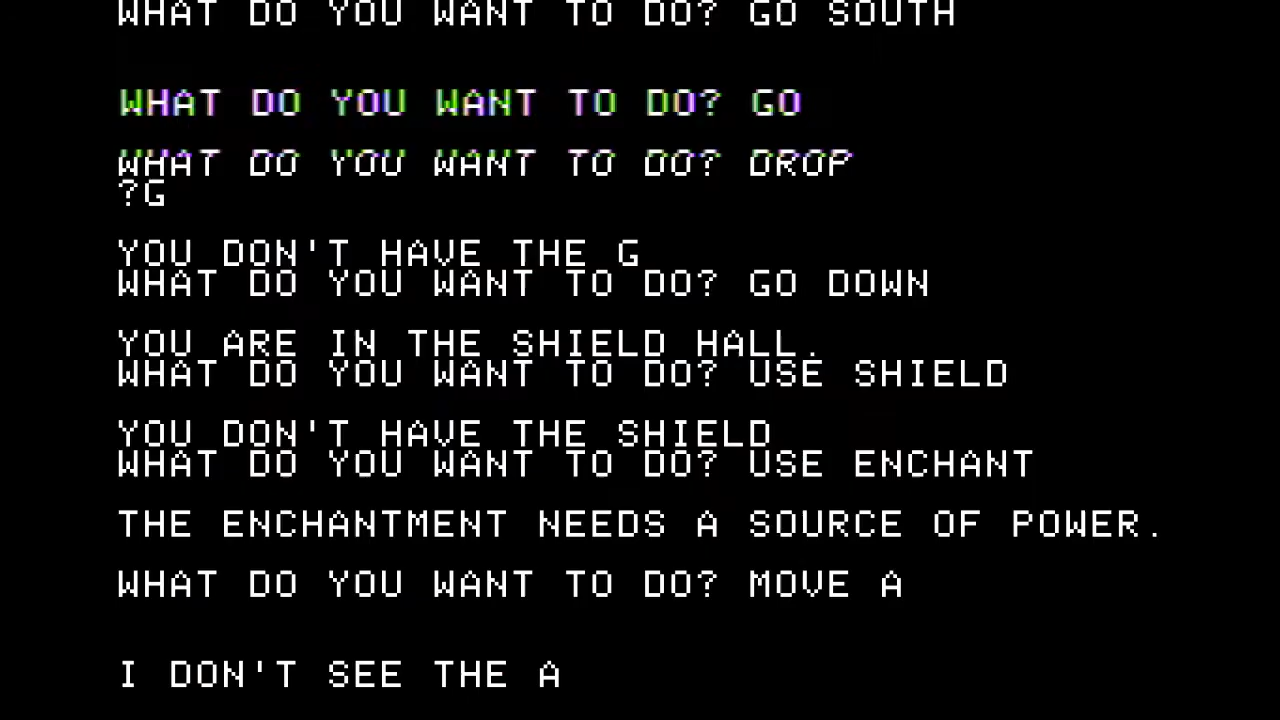 WHAT DO YOU WANT TO DO? GO SOUTH
WHAT DO YOU WANT TO DO? GO
WHAT DO YOU WANT TO DO? DROP
?G
YOU DON'T HAVE THE G
WHAT DO YOU WANT TO DO? GO DOWN
YOU ARE IN THE SHIELD HALL.
WHAT DO YOU WANT TO DO? USE SHIELD
YOU DON'T HAVE THE SHIELD
WHAT DO YOU WANT TO DO? USE ENCHANT
THE ENCHANTMENT NEEDS A SOURCE OF POWER.
WHAT DO YOU WANT TO DO? MOVE A
I DON'T SEE THE A